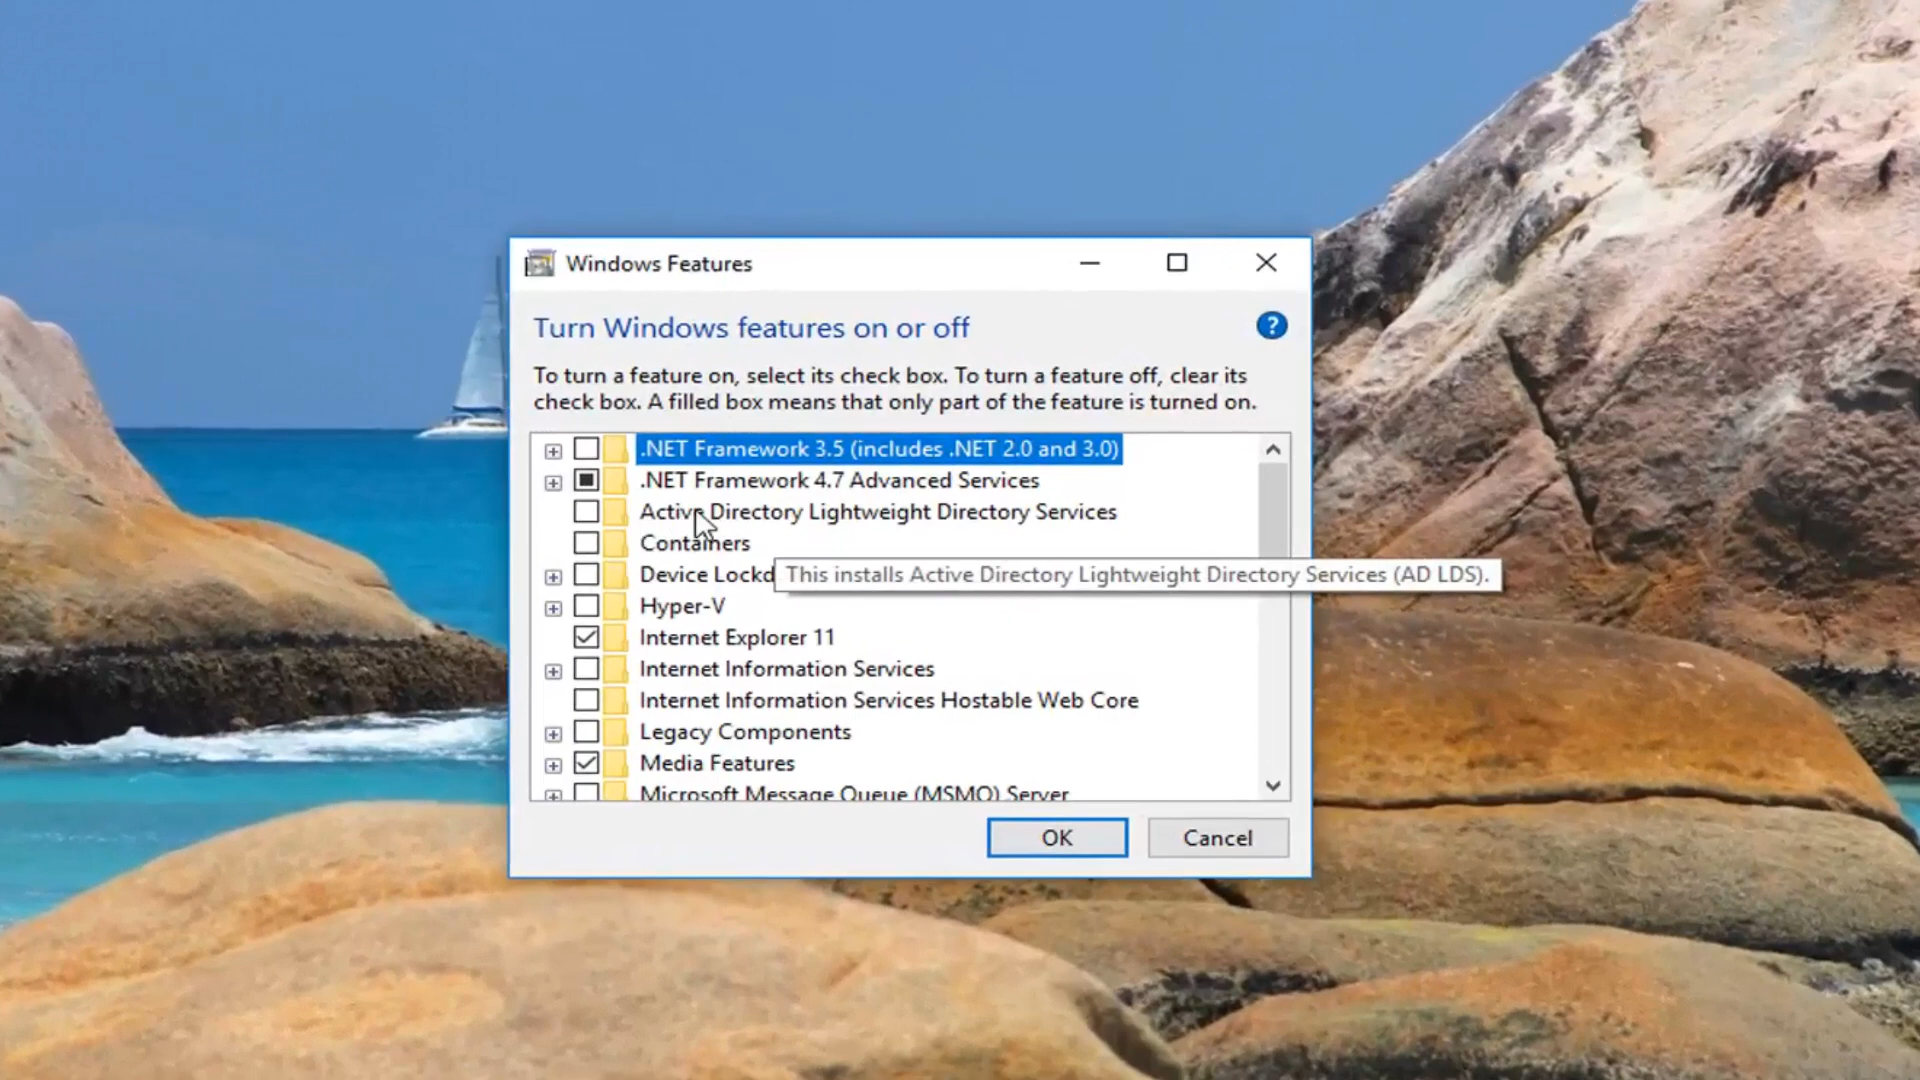 Windows Features
Turn Windows features on or off
?
To turn a feature on, select its check box. To turn a feature off, clear its
check box. A filled box means that only part of the feature is turned on.
.NET Framework 3.5 (includes .NET 2.0 and 3.0)
.NET Framework 4.7 Advanced Services
Active Directory Lightweight Directory Services
Containers
Device Lockd
This installs Active Directory Lightweight Directory Services (AD LDS).
Hyper-V
Internet Explorer 11
Internet Information Services
Internet Information Services Hostable Web Core
Legacy Components
Media Features
Microsoft Message Queue (MSMQ) Server
OK
Cancel